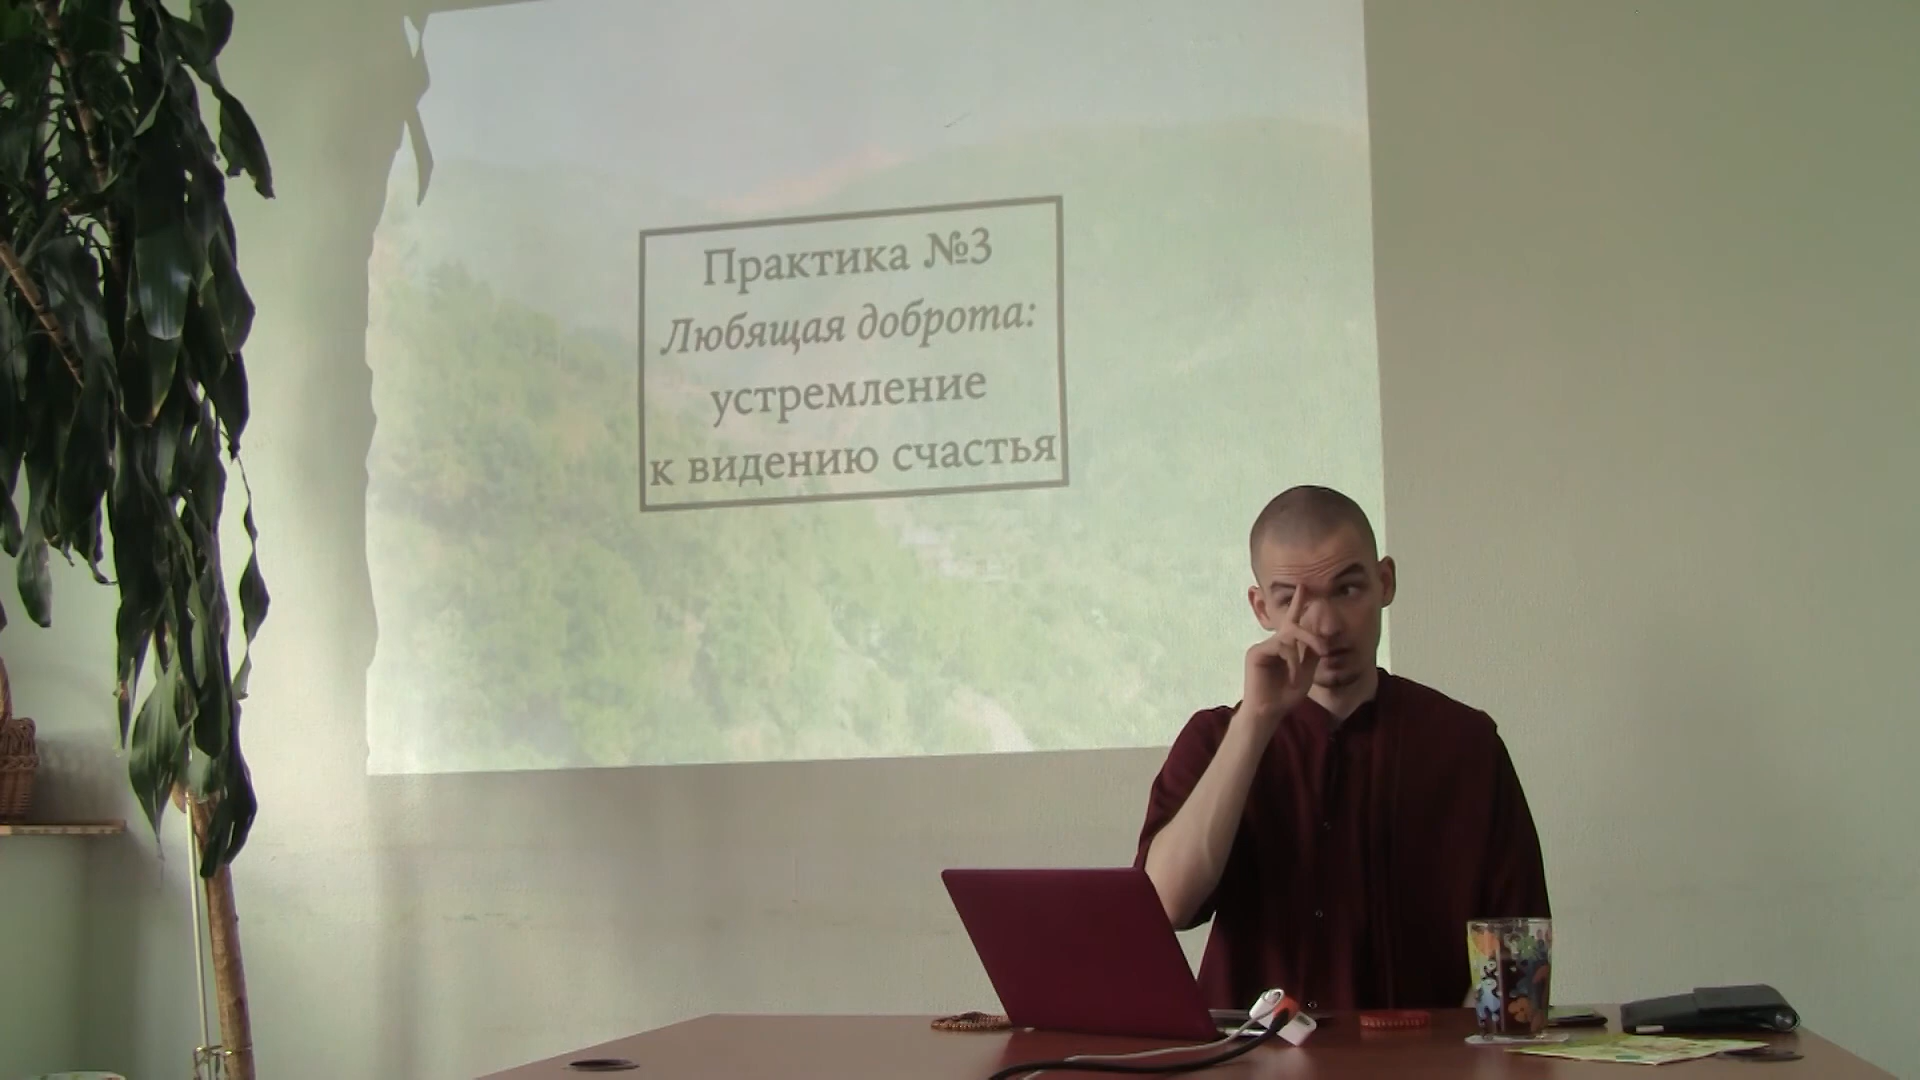 Практика №3
Любящая доброта:
устремление
к видению счастья